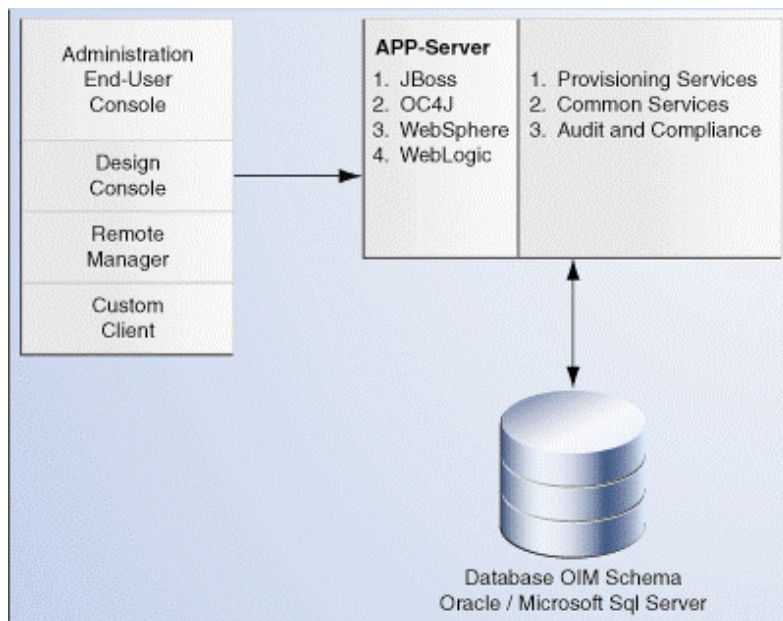 Administration
End-User
Console
Design
Console
Remote
Manager
Custom
Client
APP-Server
1. JBoss
2. OC4J
3. WebSphere
4. WebLogic
1. Provisioning Services
2. Common Services
3. Audit and Compliance
Database OIM Schema
Oracle / Microsoft Sql Server